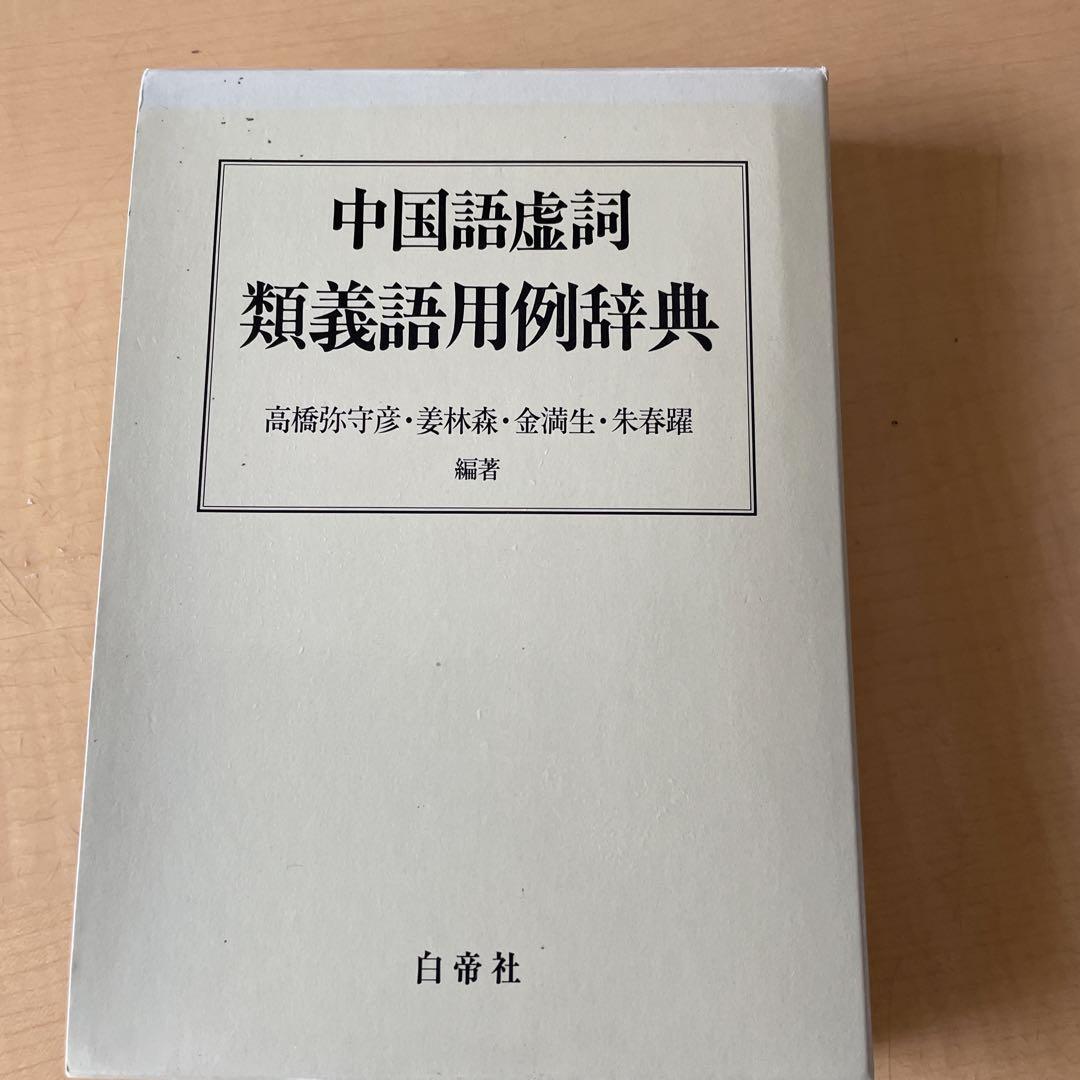 中国語虚詞
類義語用例辞典
高橋弥守彦・姜林森・金満生・朱春躍
編著
白帝社